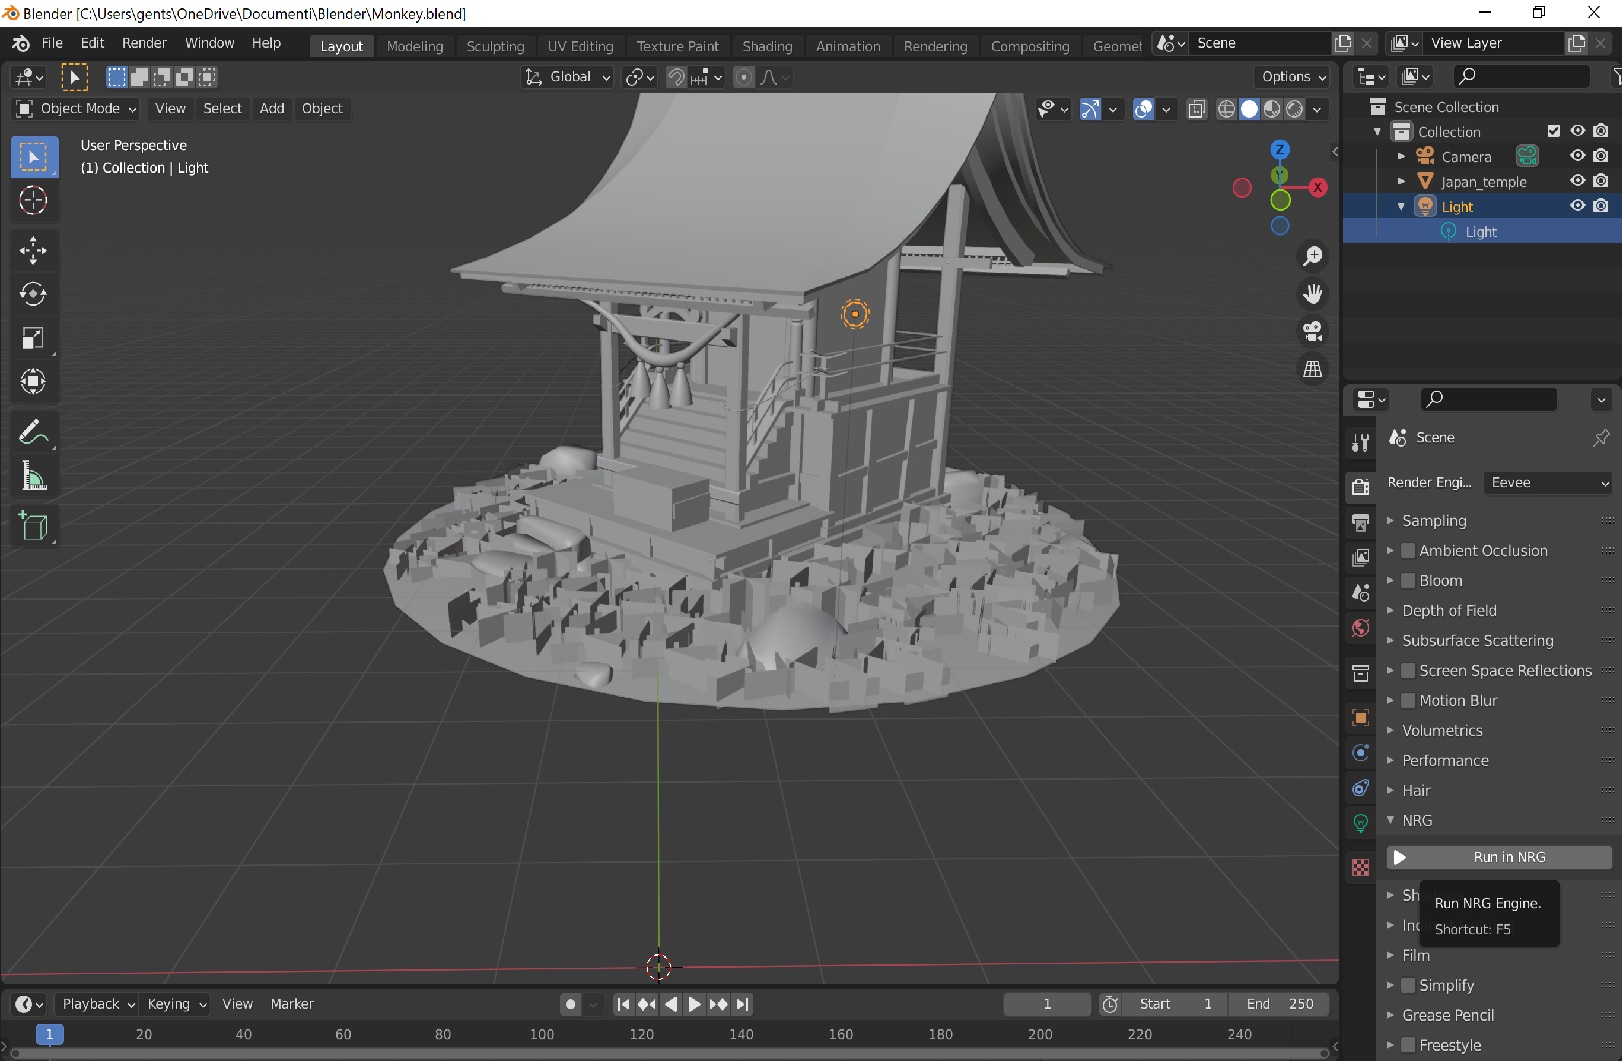 Blender [C:\Users\gents\OneDrive\Documenti\Blender\Monkey.blend]
File Edit Render Window Help
Layout Modeling Sculpting UV Editing Texture Paint Shading Animation Rendering Compositing Geomet
Scene
View Layer
Global
Options
Object Mode View Select Add Object
User Perspective
(1) Collection | Light
Z
Y
X
Scene Collection
Collection
Camera
Japan_temple
Light
Light
Scene
Render Engi... Eevee
Sampling
Ambient Occlusion
Bloom
Depth of Field
Subsurface Scattering
Screen Space Reflections
Motion Blur
Volumetrics
Performance
Hair
NRG
Run in NRG
Run NRG Engine.
Shortcut: F5
Film
Simplify
Grease Pencil
Freestyle
Playback Keying View Marker
1 Start 1 End 250
1 20 40 60 80 100 120 140 160 180 200 220 240